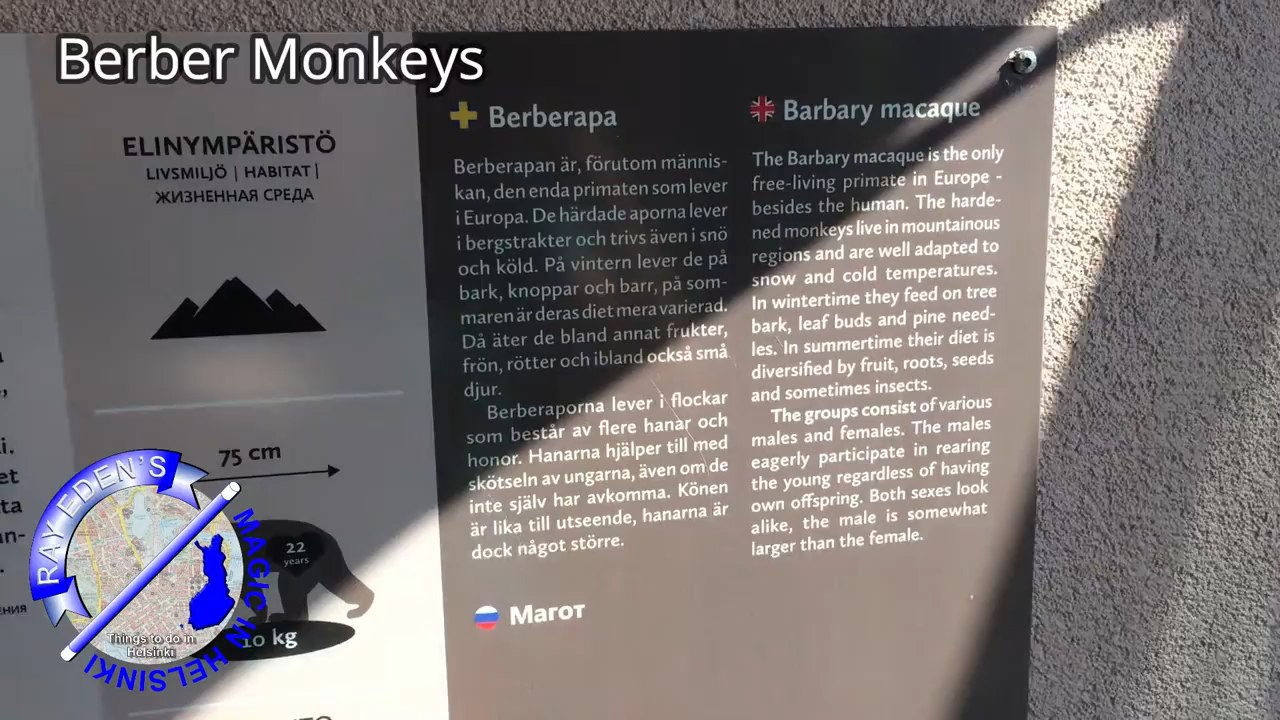 Berber Monkeys
ELINYMPÄRISTÖ
LIVSMILJÖ | HABITAT |
ЖИЗНЕННАЯ СРЕДА
75 cm
22
years
10 kg
Berberapa
Berberapan är, förutom männis-
kan, den enda primaten som lever
i Europa. De härdade aporna lever
i bergstrakter och trivs även i snö
och köld. På vintern lever de på
bark, knoppar och barr, på som-
maren är deras diet mera varierad.
Då äter de bland annat frukter,
frön, rötter och ibland också små
djur.
Berberaporna lever i flockar
som består av flere hanar och
honor. Hanarna hjälper till med
skötseln av ungarna, även om de
inte själv har avkomma. Könen
är lika till utseende, hanarna är
dock något större.
Магот
Barbary macaque
The Barbary macaque is the only
free-living primate in Europe -
besides the human. The harde-
ned monkeys live in mountainous
regions and are well adapted to
snow and cold temperatures.
In wintertime they feed on tree
bark, leaf buds and pine need-
les. In summertime their diet is
diversified by fruit, roots, seeds
and sometimes insects.
The groups consist of various
males and females. The males
eagerly participate in rearing
the young regardless of having
own offspring. Both sexes look
alike, the male is somewhat
larger than the female.
RAY EDEN'S
MAGIC IN HELSINKI
Things to do in
Helsinki